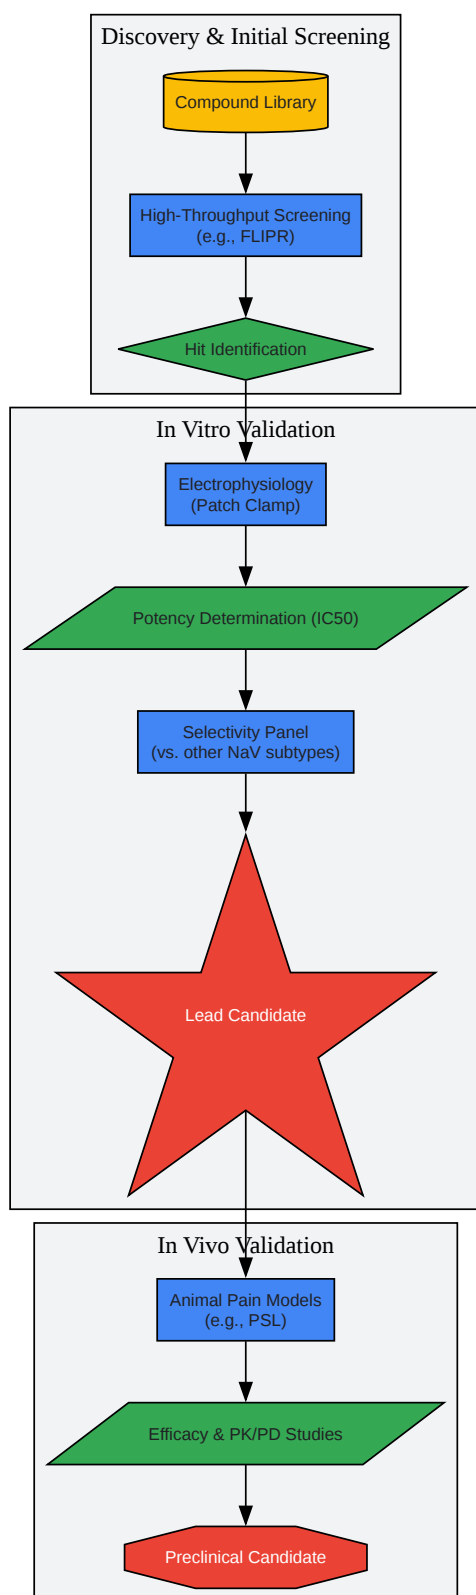 Discovery & Initial Screening
Compound Library
High-Throughput Screening
(e.g., FLIPR)
Hit Identification
In Vitro Validation
Electrophysiology
(Patch Clamp)
Potency Determination (IC50)
Selectivity Panel
(vs. other NaV subtypes)
Lead Candidate
In Vivo Validation
Animal Pain Models
(e.g., PSL)
Efficacy & PK/PD Studies
Preclinical Candidate